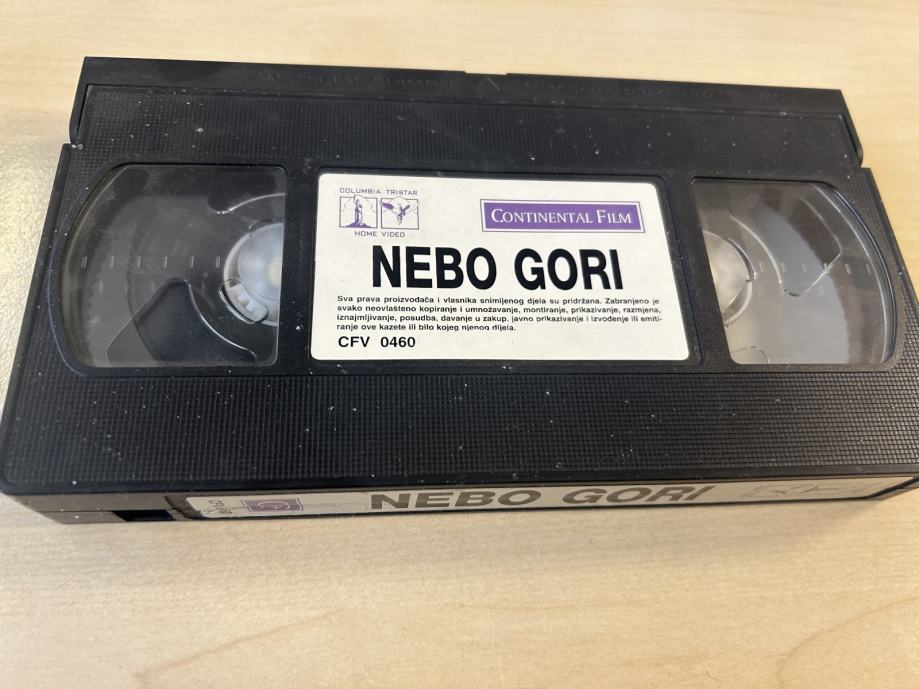 COLUMBIA TRISTAR
HOME VIDEO
CONTINENTAL FILM
NEBO GORI
Sva prava proizvođača i vlasnika snimijenog djela su pridržana. Zabranjeno je
svako neovlašteno kopiranje i umnožavanje, montiranje, prikazivanje, razmjena,
iznajmljivanje, posudba, davanje u zakup, javno prikazivanje i izvođenje ili emiti-
ranje ove kazete ili bilo kojeg njenog dijela.
CFV 0460
NEBO GORI